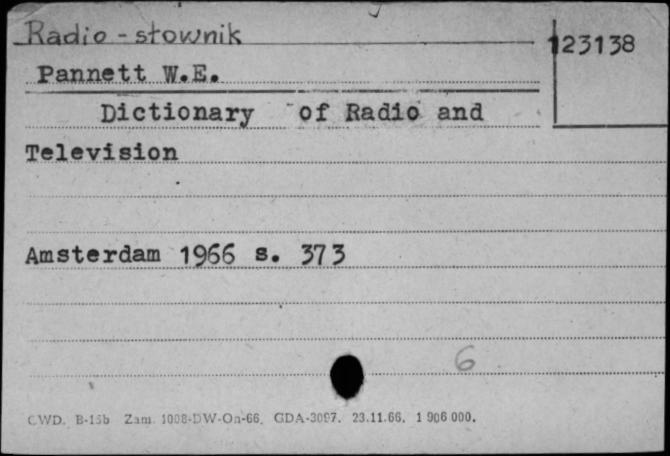 Radio - słownik
123138
Pannett W.E.
Dictionary of Radio and
Television
Amsterdam 1966 s. 373
6
CWD. B-15b Zam. 1008-DW-On-66. GDA-3097. 23.11.66. 1 906 000.